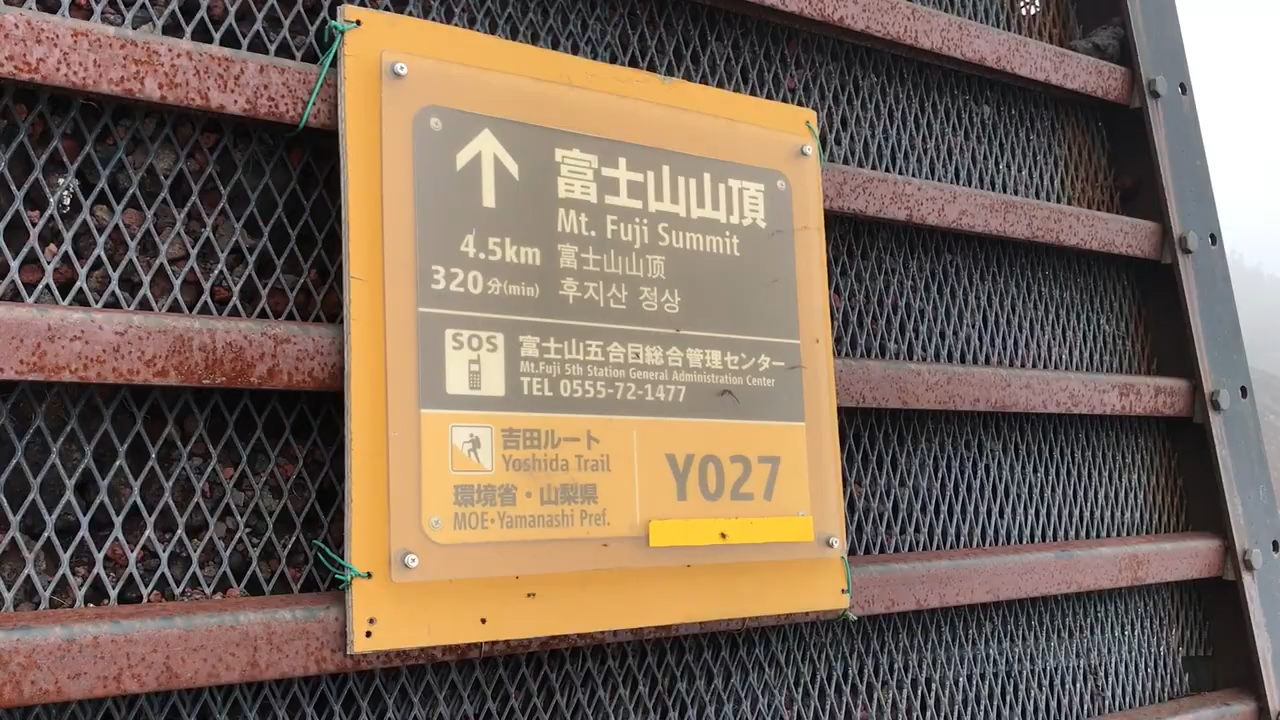 富士山山頂
Mt. Fuji Summit
4.5km
富士山山顶
320分(min)
후지산 정상
SOS
富士山五合目総合管理センター
Mt.Fuji 5th Station General Administration Center
TEL 0555-72-1477
吉田ルート
Yoshida Trail
Y027
環境省・山梨県
MOE・Yamanashi Pref.